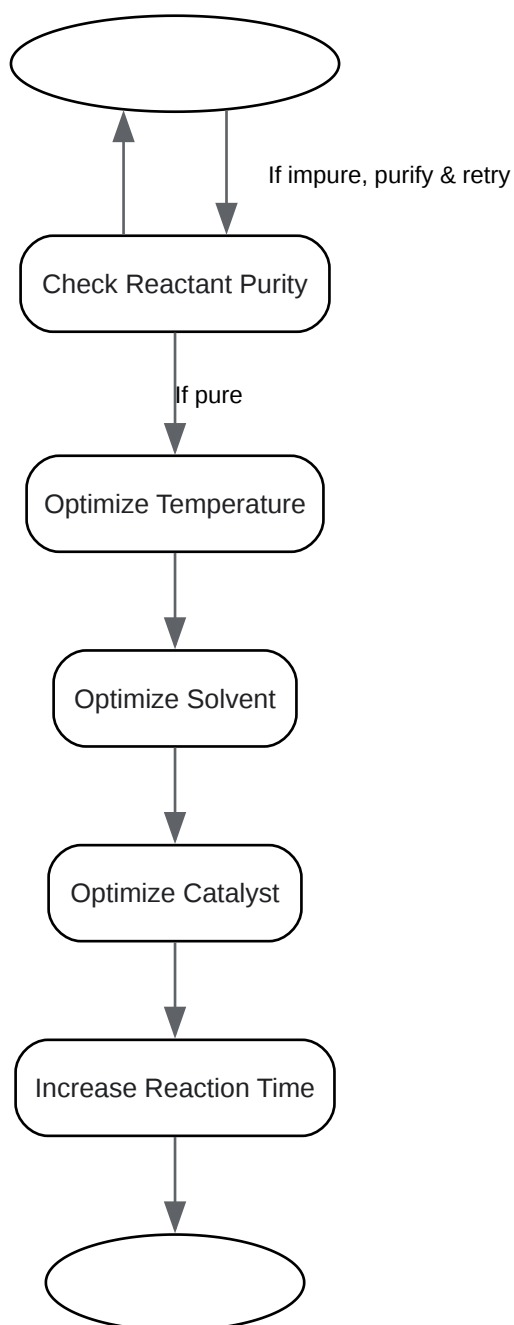 If impure, purify & retry
Check Reactant Purity
If pure
Optimize Temperature
Optimize Solvent
Optimize Catalyst
Increase Reaction Time